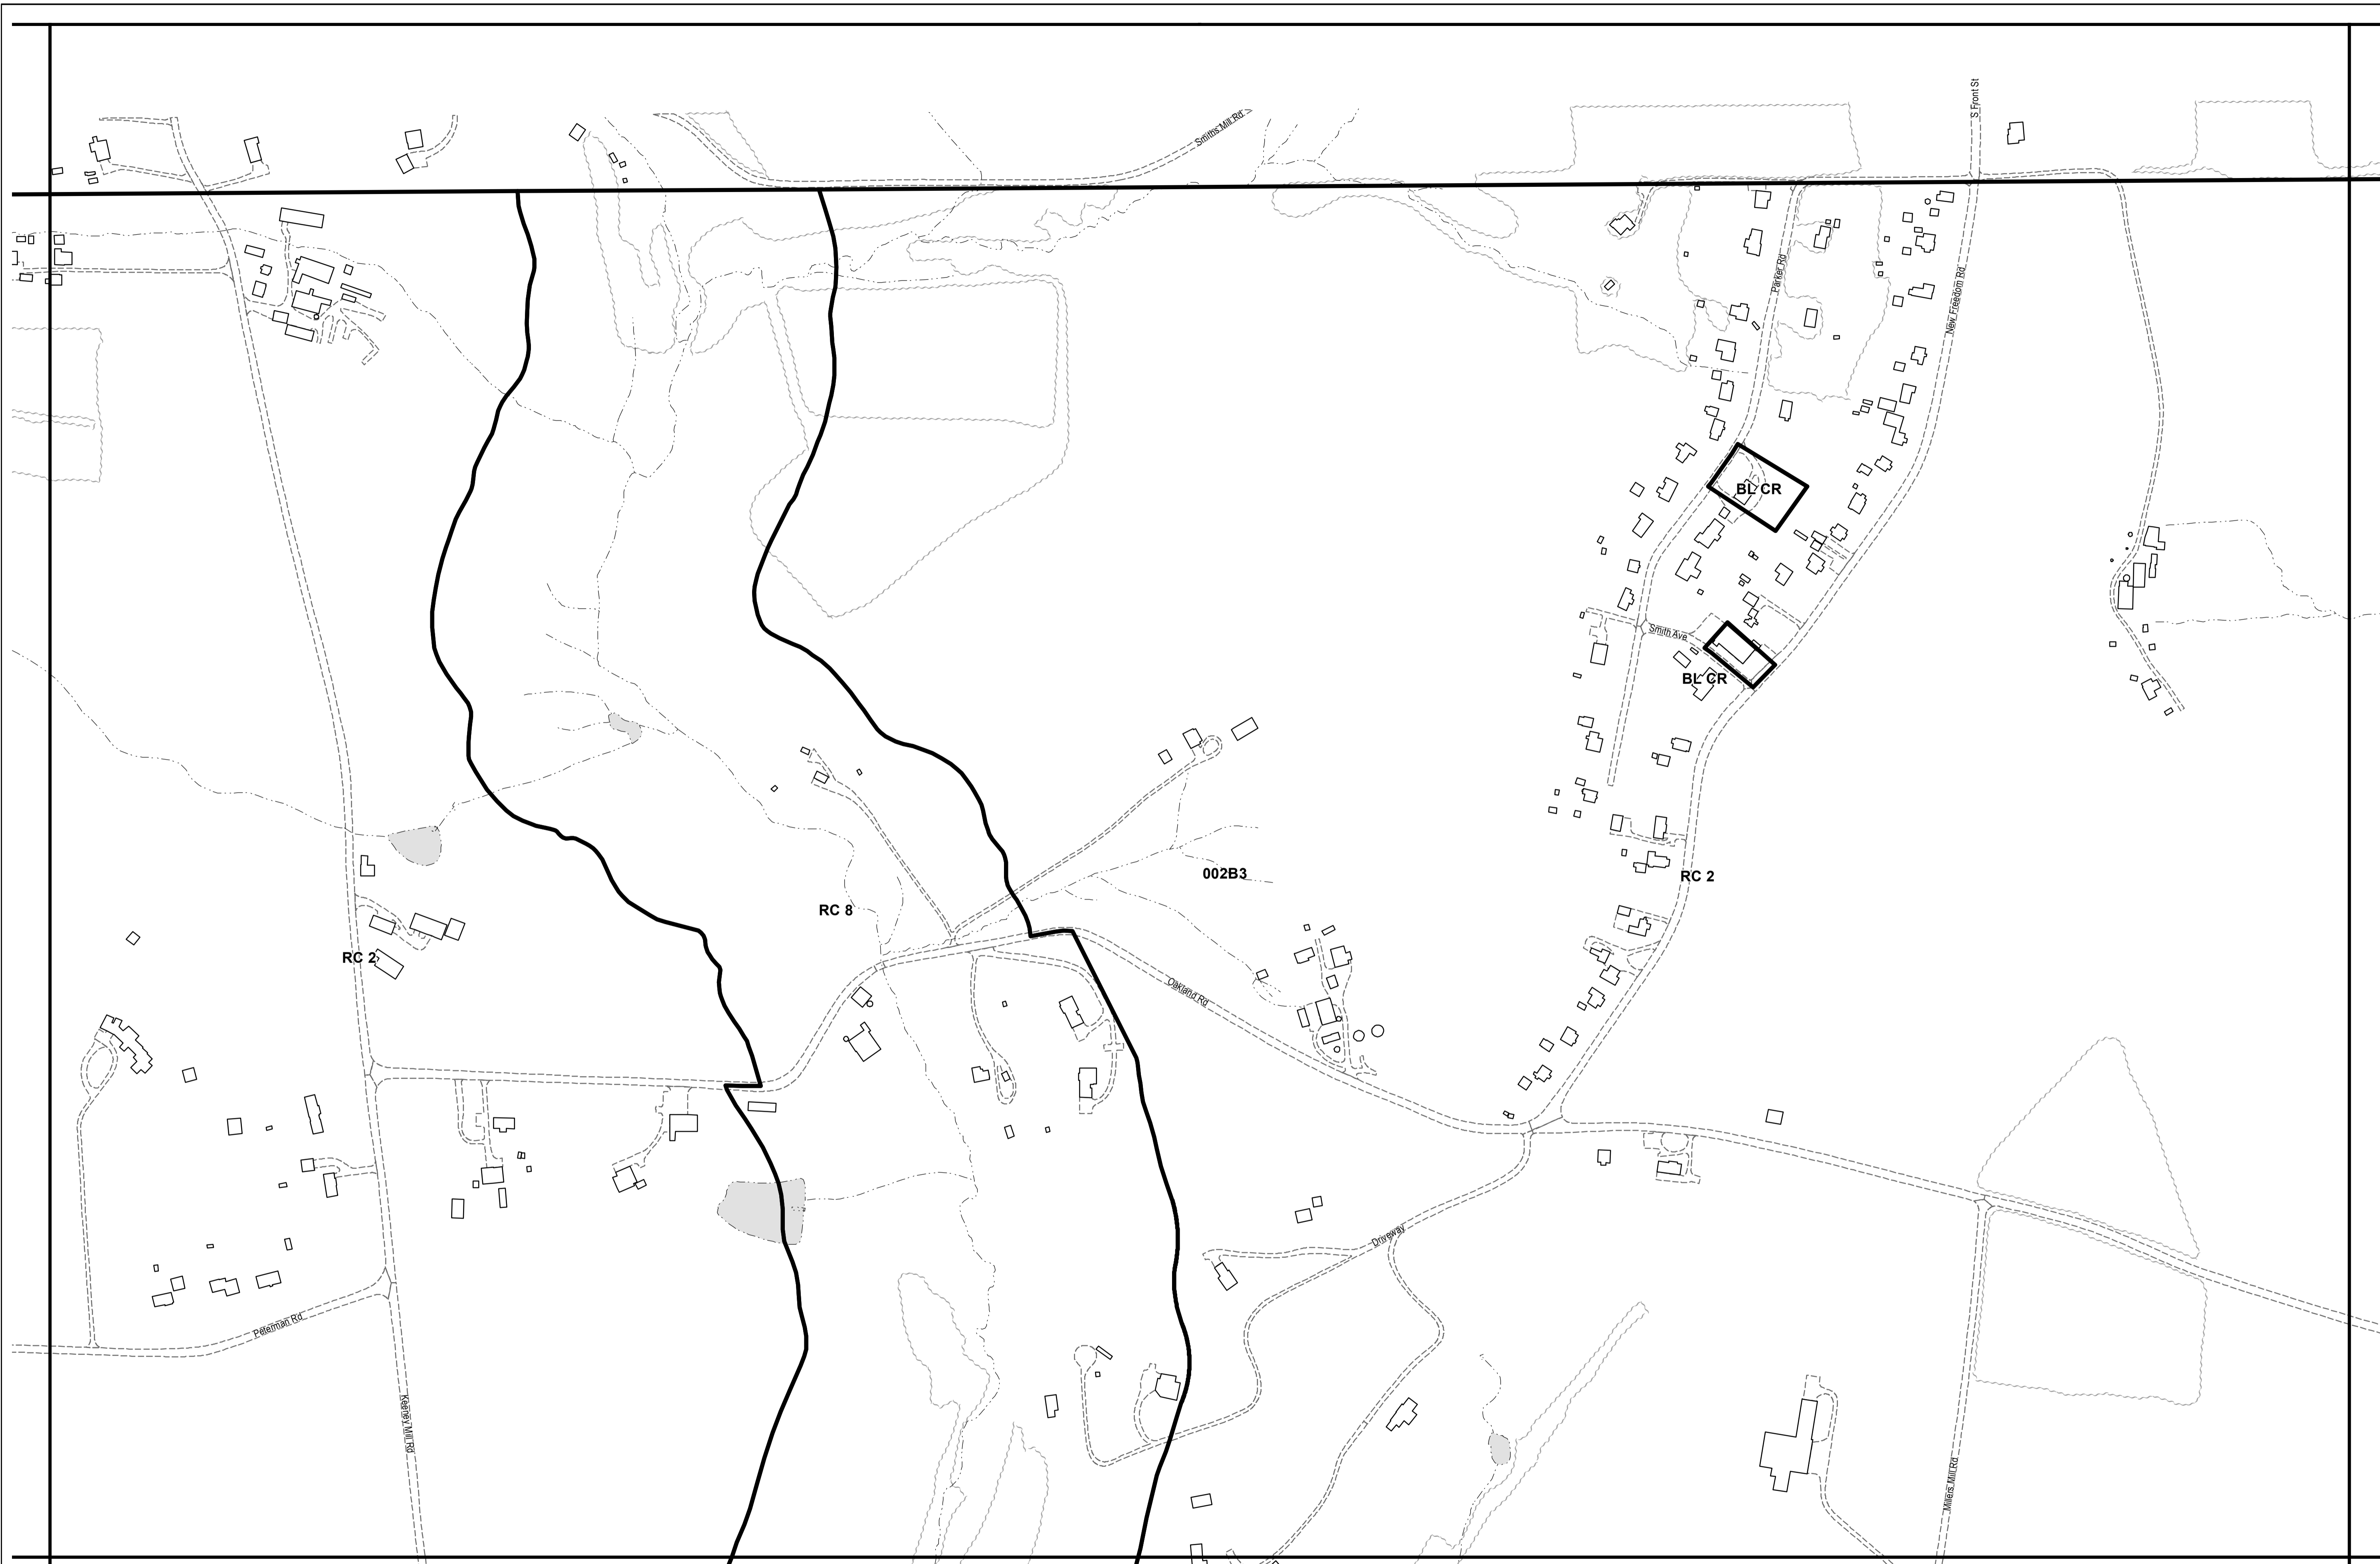 S Front St
Smiths Mill Rd
Parker Rd
New Freedom Rd
BL CR
Smith Ave
BL CR
002B3
RC 2
RC 8
RC 2
Oakland Rd
Driveway
Peterman Rd
Keeney Mill Rd
Millers Mill Rd